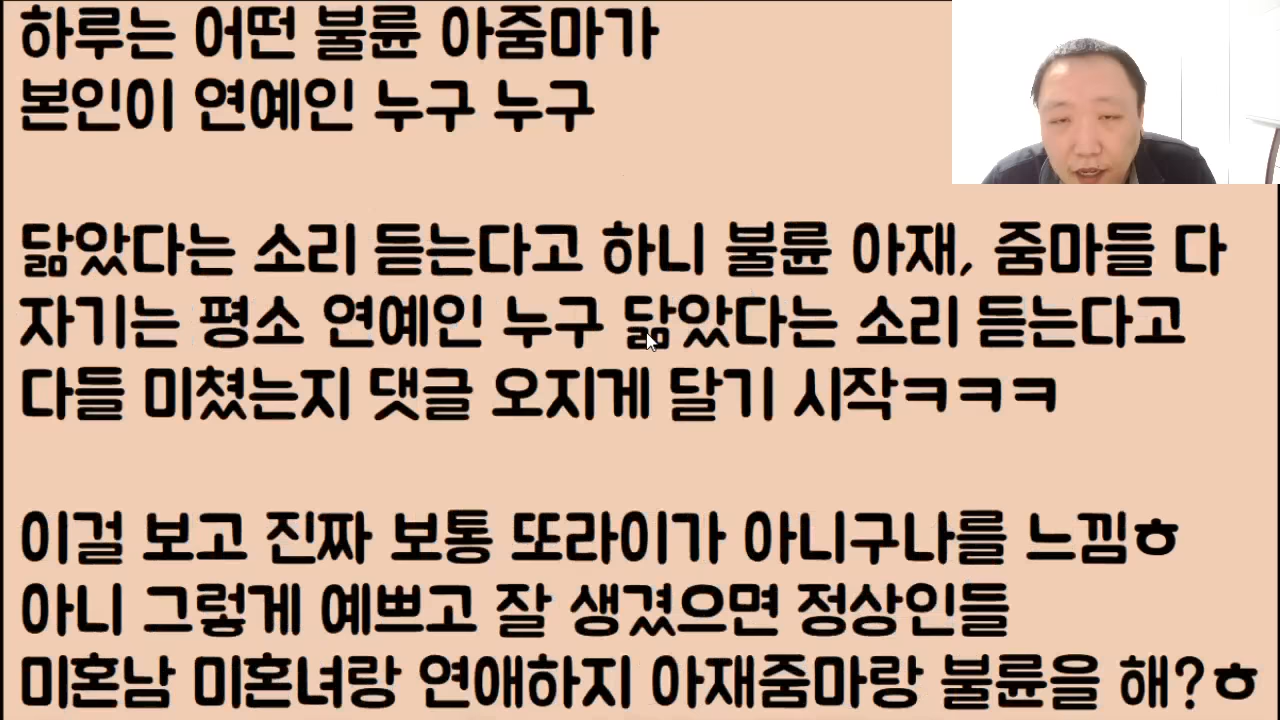 하루는 어떤 불륜 아줌마가
본인이 연예인 누구 누구
닮았다는 소리 듣는다고 하니 불륜 아재, 줌마들 다
자기는 평소 연예인 누구 닮았다는 소리 듣는다고
다들 미쳤는지 댓글 오지게 달기 시작ㅋㅋㅋ
이걸 보고 진짜 보통 또라이가 아니구나를 느낌ㅎ
아니 그렇게 예쁘고 잘 생겼으면 정상인들
미혼남 미혼녀랑 연애하지 아재줌마랑 불륜을 해?ㅎ